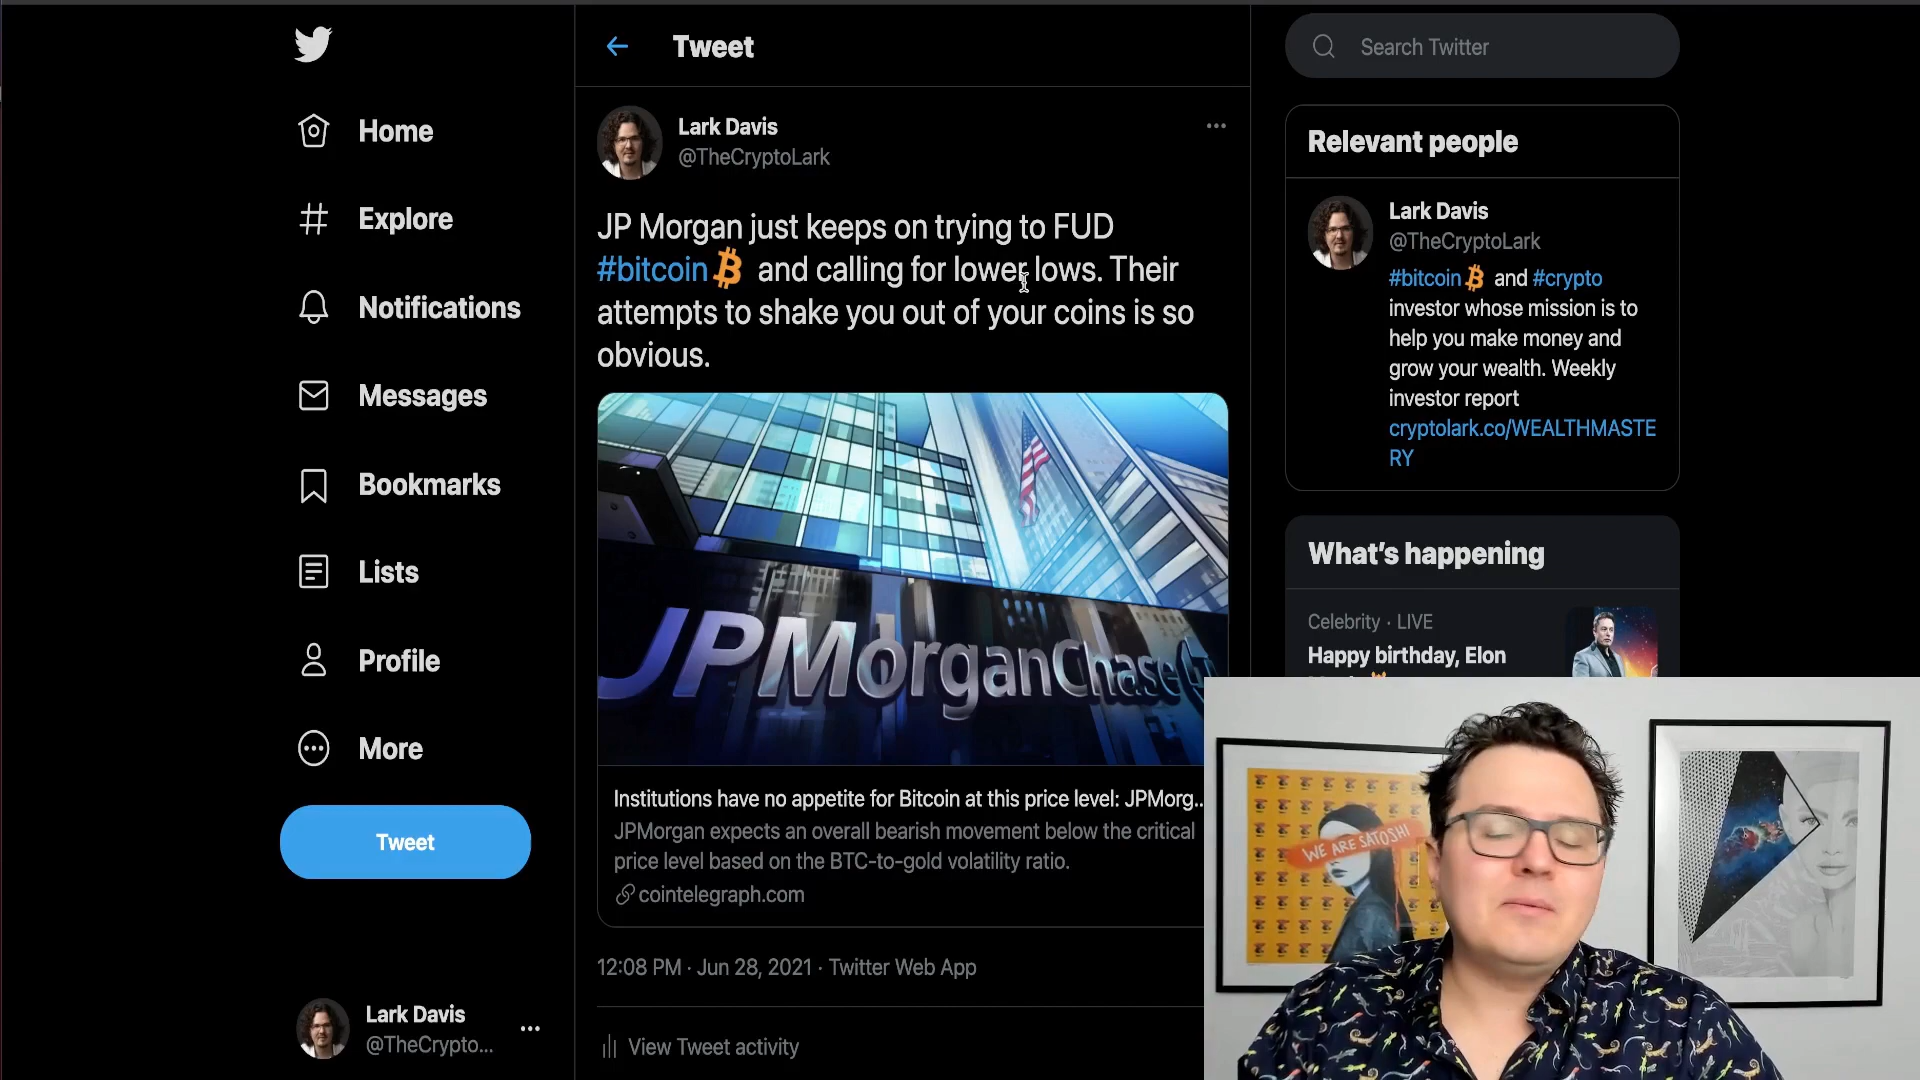 Home
Explore
Notifications
Messages
Bookmarks
Lists
Profile
More
Tweet
Lark Davis
@TheCrypto...
Tweet
Lark Davis
@TheCryptoLark
JP Morgan just keeps on trying to FUD
#bitcoin and calling for lower lows. Their
attempts to shake you out of your coins is so
obvious.
JPMorganChase
Institutions have no appetite for Bitcoin at this price level: JPMorg...
JPMorgan expects an overall bearish movement below the critical
price level based on the BTC-to-gold volatility ratio.
cointelegraph.com
12:08 PM · Jun 28, 2021 · Twitter Web App
View Tweet activity
Search Twitter
Relevant people
Lark Davis
@TheCryptoLark
#bitcoin and #crypto
investor whose mission is to
help you make money and
grow your wealth. Weekly
investor report
cryptolark.co/WEALTHMASTE
RY
What's happening
Celebrity · LIVE
Happy birthday, Elon
WE ARE SATOSHI